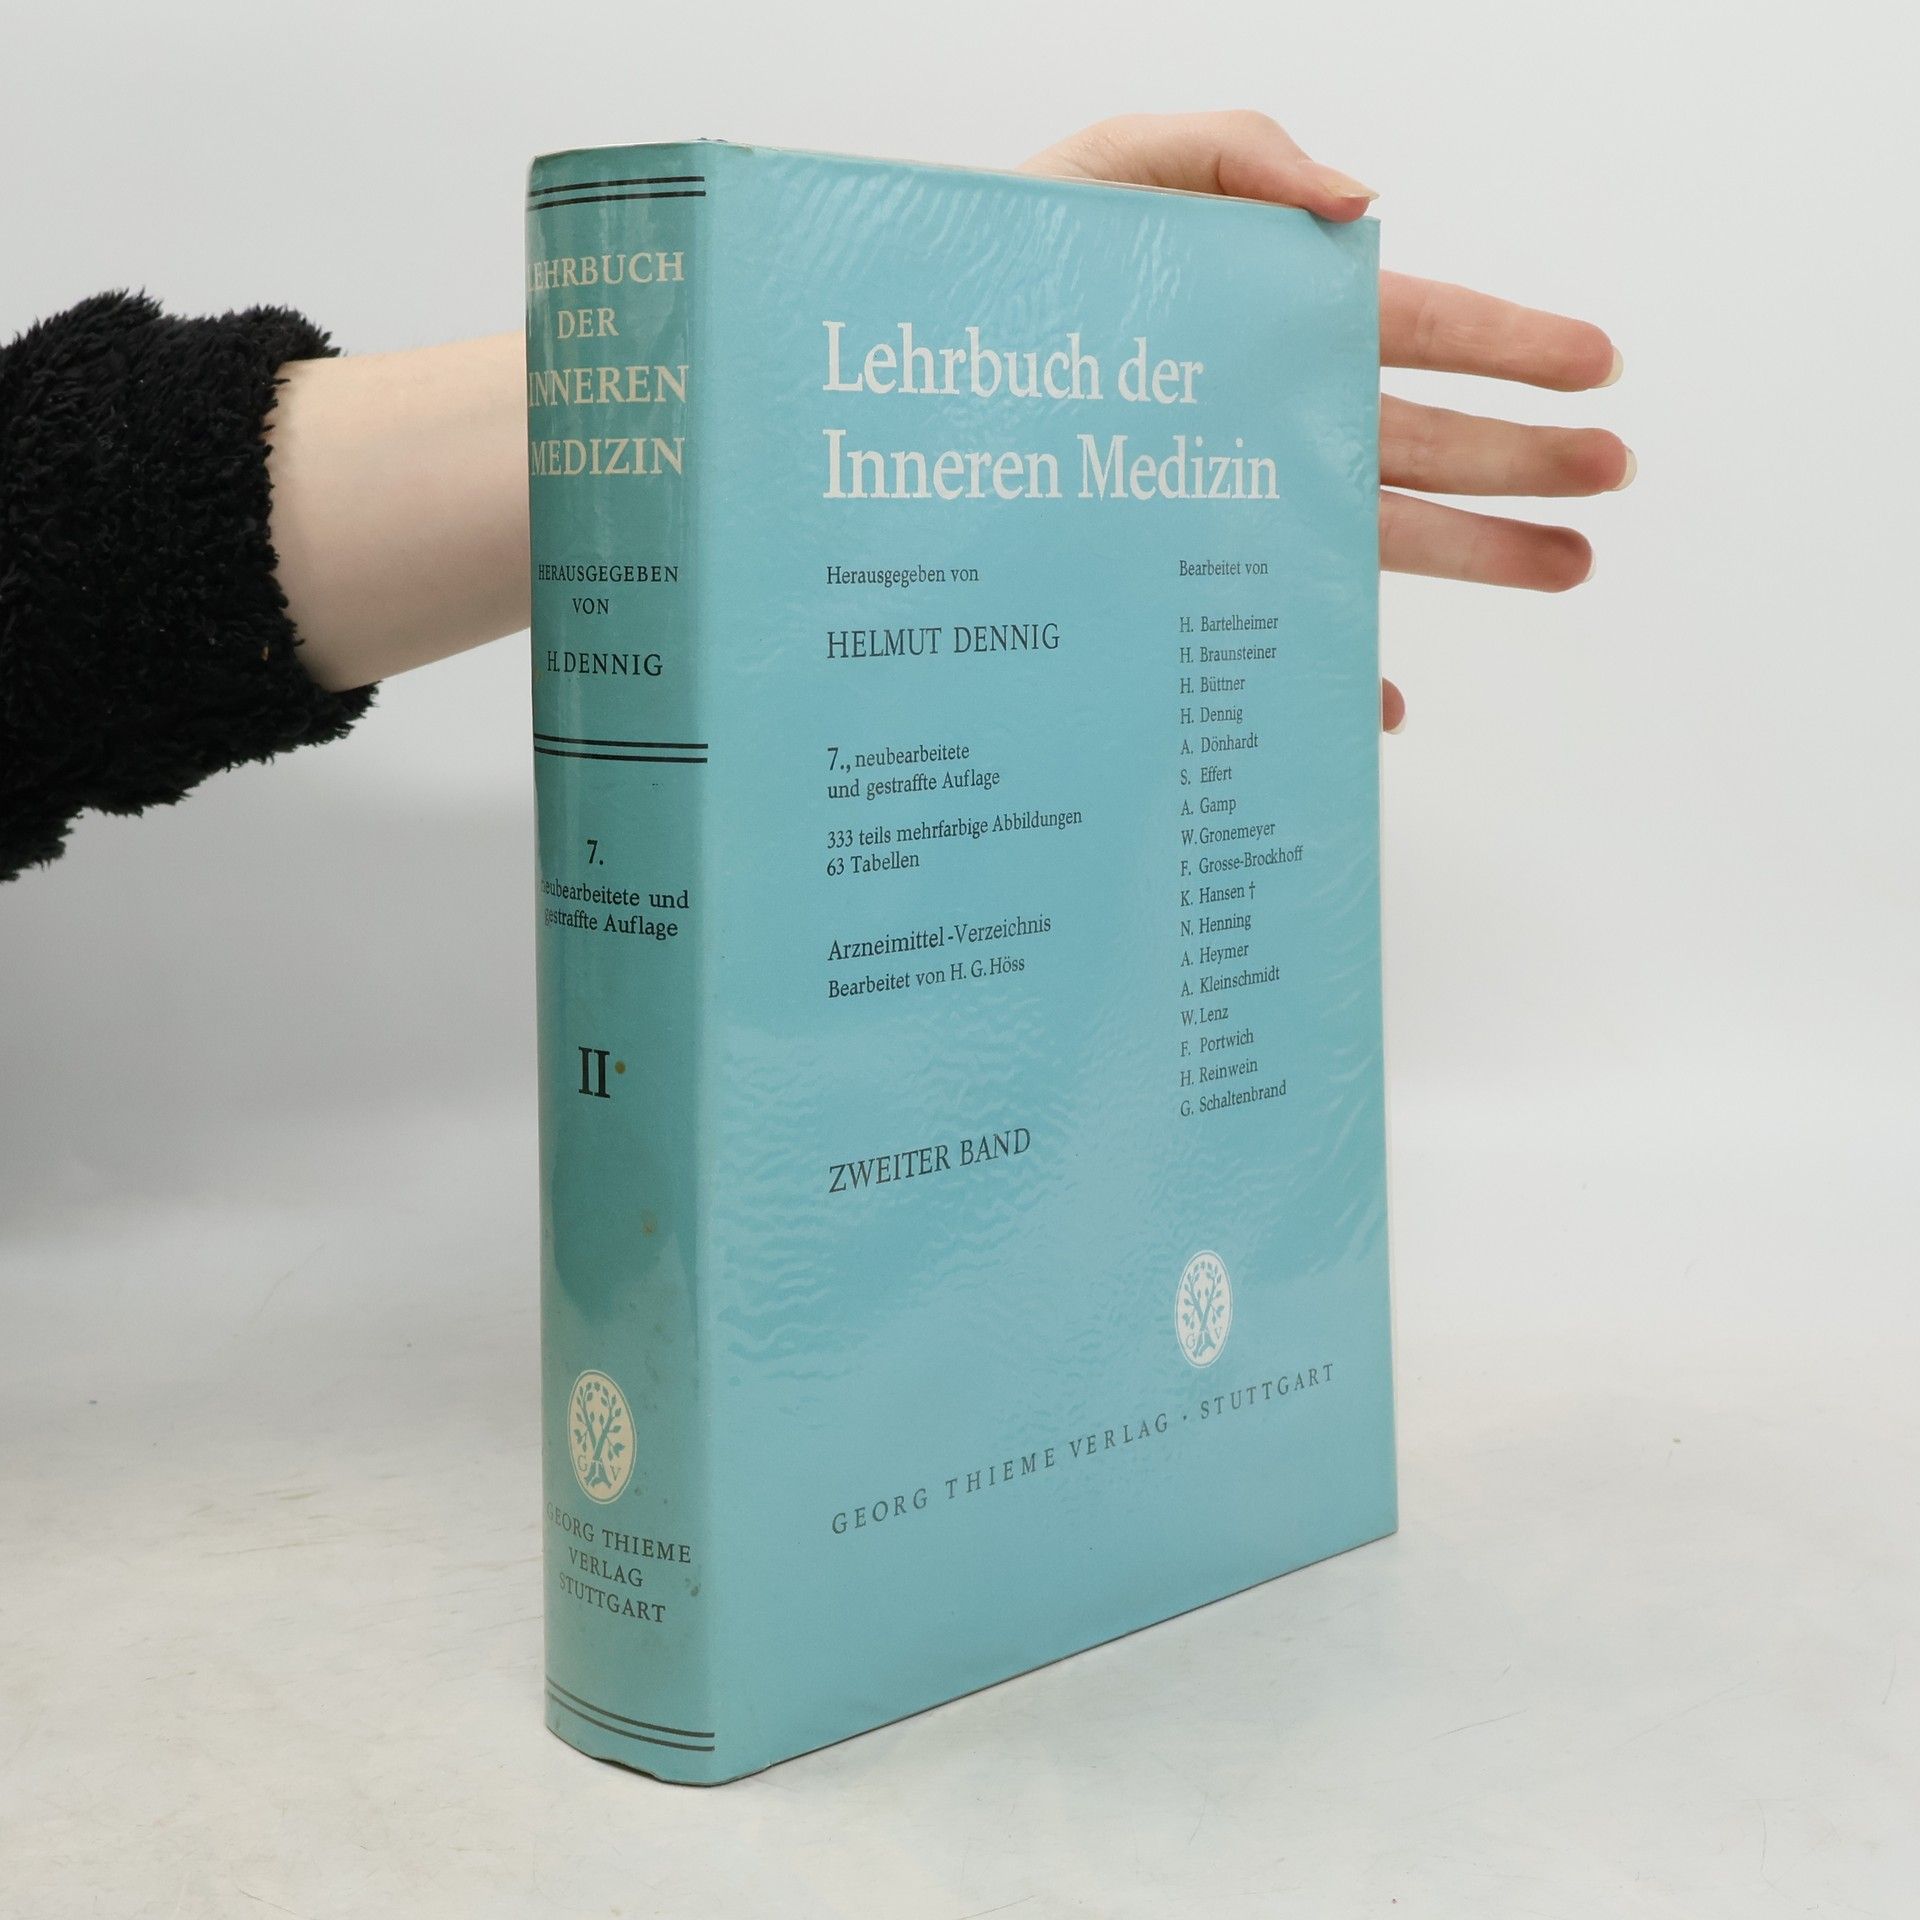 LEHRBUCH
DER
INNEREN
MEDIZIN
HERAUSGEGEBEN
VON
H. DENNIG
7.
neubearbeitete und
gestraffte Auflage
II
G T V
GEORG THIEME
VERLAG
STUTTGART
Lehrbuch der
Inneren Medizin
Herausgegeben von
HELMUT DENNIG
7., neubearbeitete
und gestraffte Auflage
333 teils mehrfarbige Abbildungen
63 Tabellen
Arzneimittel-Verzeichnis
Bearbeitet von H. G. Höss
ZWEITER BAND
Bearbeitet von
H. Bartelheimer
H. Braunsteiner
H. Büttner
H. Dennig
A. Dönhardt
S. Effert
A. Gamp
W. Gronemeyer
F. Grosse-Brockhoff
K. Hansen †
N. Henning
A. Heymer
A. Kleinschmidt
W. Lenz
F. Portwich
H. Reinwein
G. Schaltenbrand
G T V
GEORG THIEME VERLAG · STUTTGART